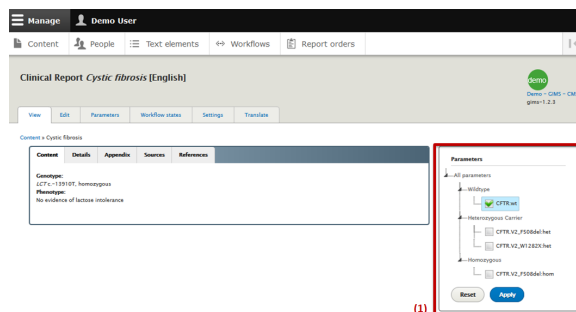 Manage Demo User
Content People Text elements Workflows Report orders
Clinical Report Cystic fibrosis [English]
demo
Demo - GIMS - CM
gims-1.2.3
View Edit Parameters Workflow states Settings Translate
Content » Cystic fibrosis
Content Details Appendix Sources References
Genotype:
LCT c.-13910T, homozygous
Phenotype:
No evidence of lactose intolerance
Parameters
All parameters
Wildtype
CFTR:wt
Heterozygous Carrier
CFTR.V2_F508del:het
CFTR.V2_W1282X:het
Homozygous
CFTR.V2_F508del:hom
Reset Apply
(1)